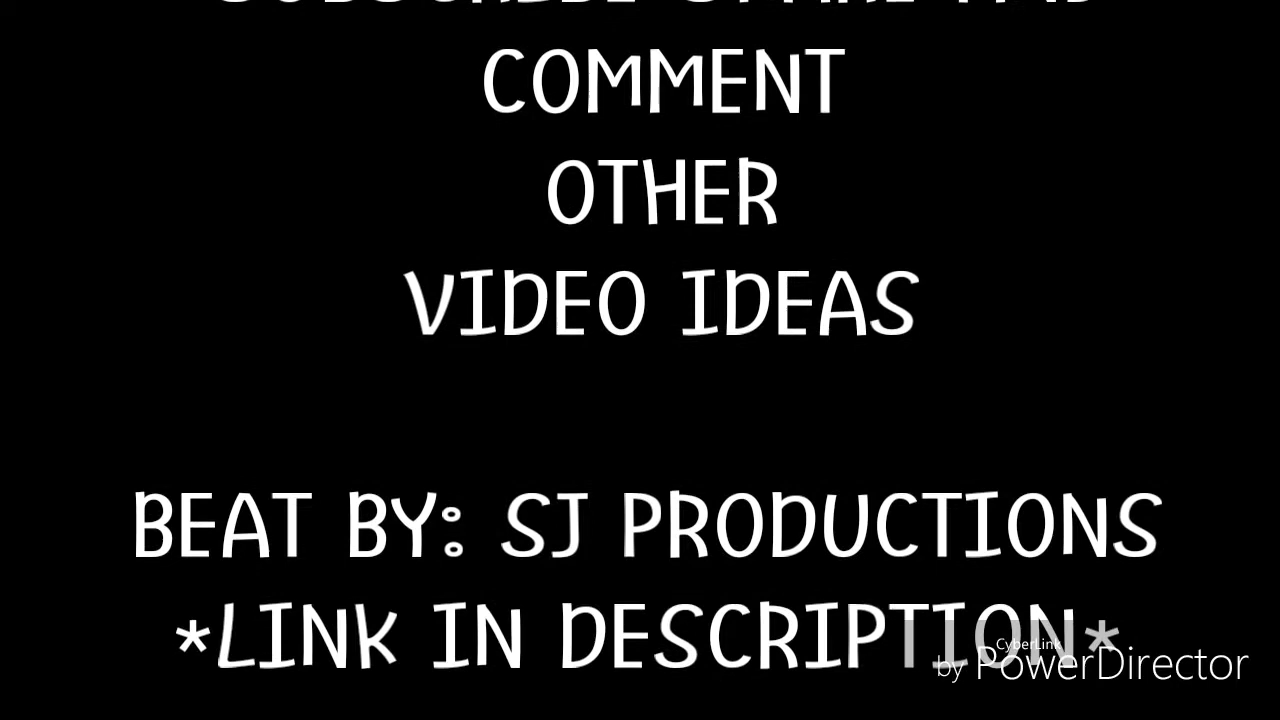 COMMENT
OTHER
VIDEO IDEAS
BEAT BY: SJ PRODUCTIONS
*LINK IN DESCRIPTION*
CyberLink
by PowerDirector